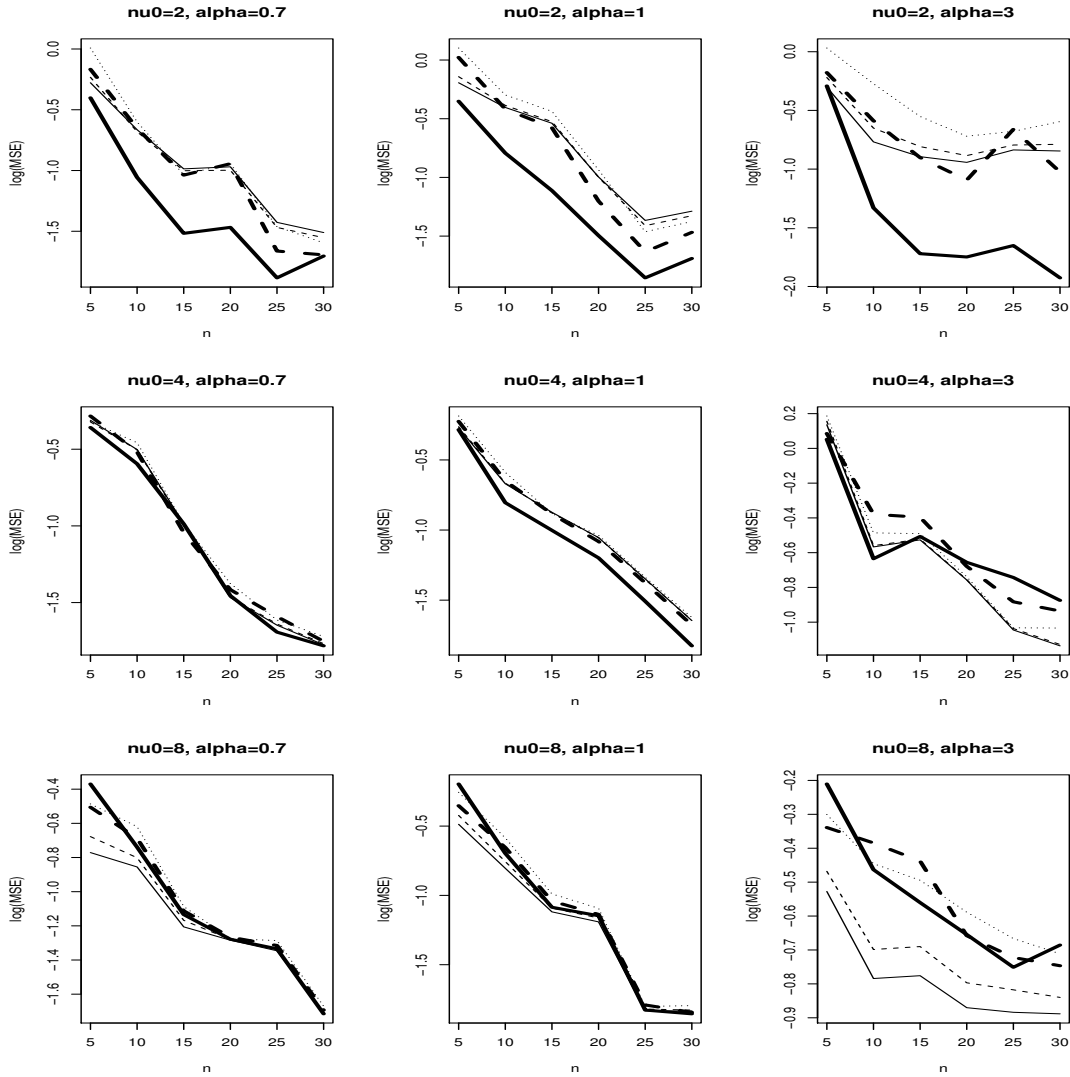 nu0=2, alpha=0.7
log(MSE)
0.0
−0.5
−1.0
−1.5
5 10 15 20 25 30
n
nu0=2, alpha=1
log(MSE)
0.0
−0.5
−1.0
−1.5
5 10 15 20 25 30
n
nu0=2, alpha=3
log(MSE)
0.0
−0.5
−1.0
−1.5
−2.0
5 10 15 20 25 30
n
nu0=4, alpha=0.7
log(MSE)
−0.5
−1.0
−1.5
5 10 15 20 25 30
n
nu0=4, alpha=1
log(MSE)
−0.5
−1.0
−1.5
5 10 15 20 25 30
n
nu0=4, alpha=3
log(MSE)
0.2
0.0
−0.2
−0.4
−0.6
−0.8
−1.0
5 10 15 20 25 30
n
nu0=8, alpha=0.7
log(MSE)
−0.4
−0.6
−0.8
−1.0
−1.2
−1.4
−1.6
5 10 15 20 25 30
n
nu0=8, alpha=1
log(MSE)
−0.5
−1.0
−1.5
5 10 15 20 25 30
n
nu0=8, alpha=3
log(MSE)
−0.2
−0.3
−0.4
−0.5
−0.6
−0.7
−0.8
−0.9
5 10 15 20 25 30
n